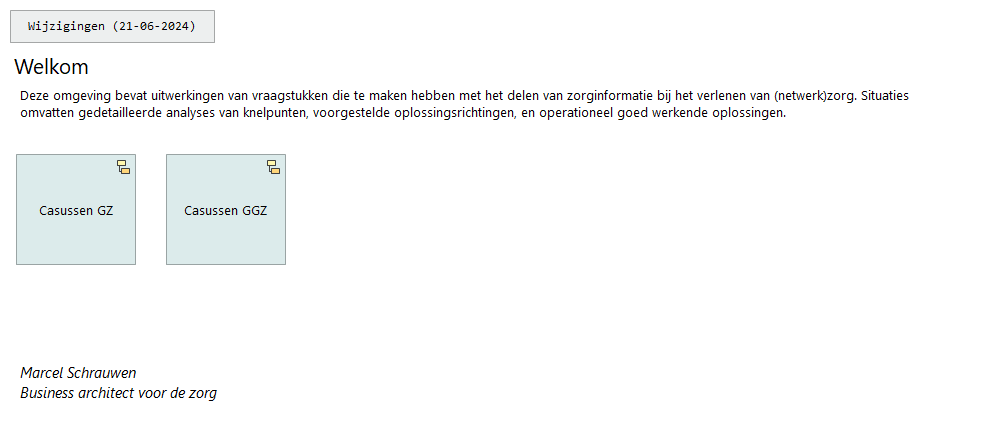 Wijzigingen (21-06-2024)
Welkom
Deze omgeving bevat uitwerkingen van vraagstukken die te maken hebben met het delen van zorginformatie bij het verlenen van (netwerk)zorg. Situaties
omvatten gedetailleerde analyses van knelpunten, voorgestelde oplossingsrichtingen, en operationeel goed werkende oplossingen.
Casussen GZ
Casussen GGZ
Marcel Schrauwen
Business architect voor de zorg